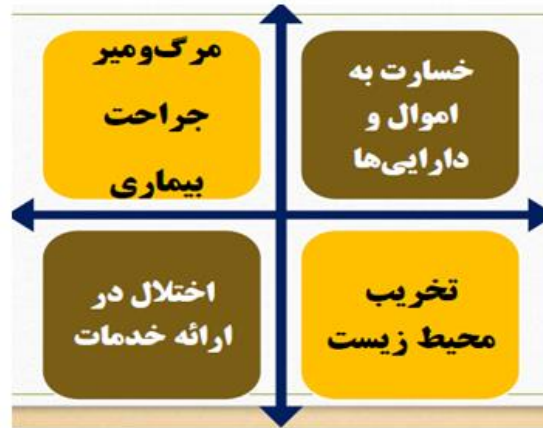 خسارت به
اموال و
دارایی‌ها
مرگ‌ومیر
جراحت
بیماری
تخریب
محیط زیست
اختلال در
ارائه خدمات